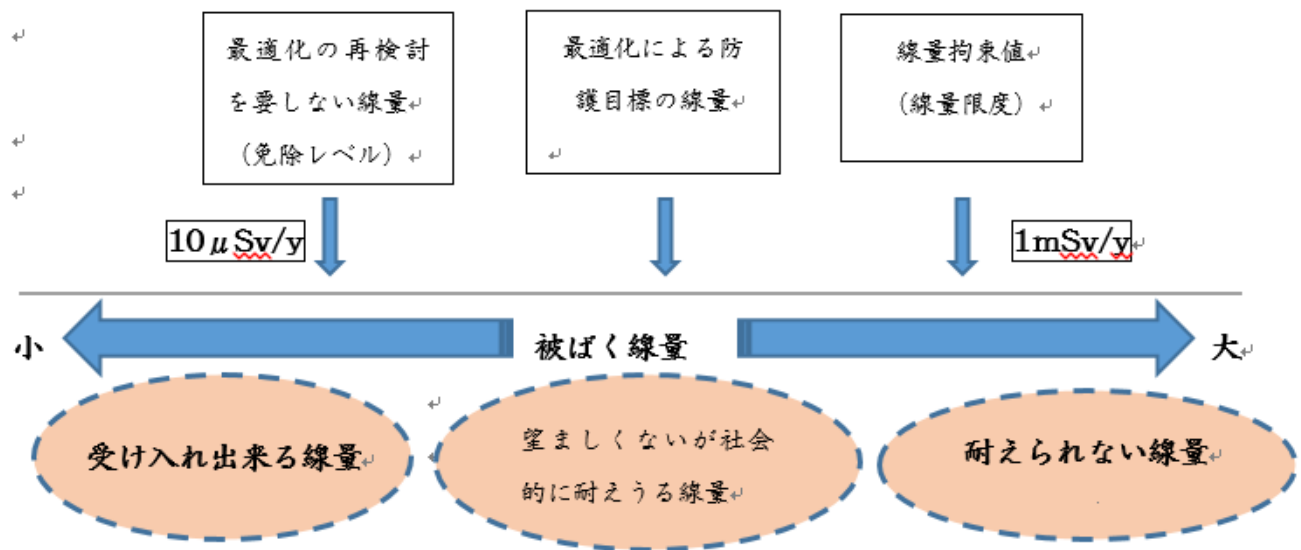 最適化の再検討
を要しない線量
（免除レベル）
最適化による防
護目標の線量
線量拘束値
（線量限度）
10μSv/y
1mSv/y
小
被ばく線量
大
受け入れ出来る線量
望ましくないが社会
的に耐えうる線量
耐えられない線量